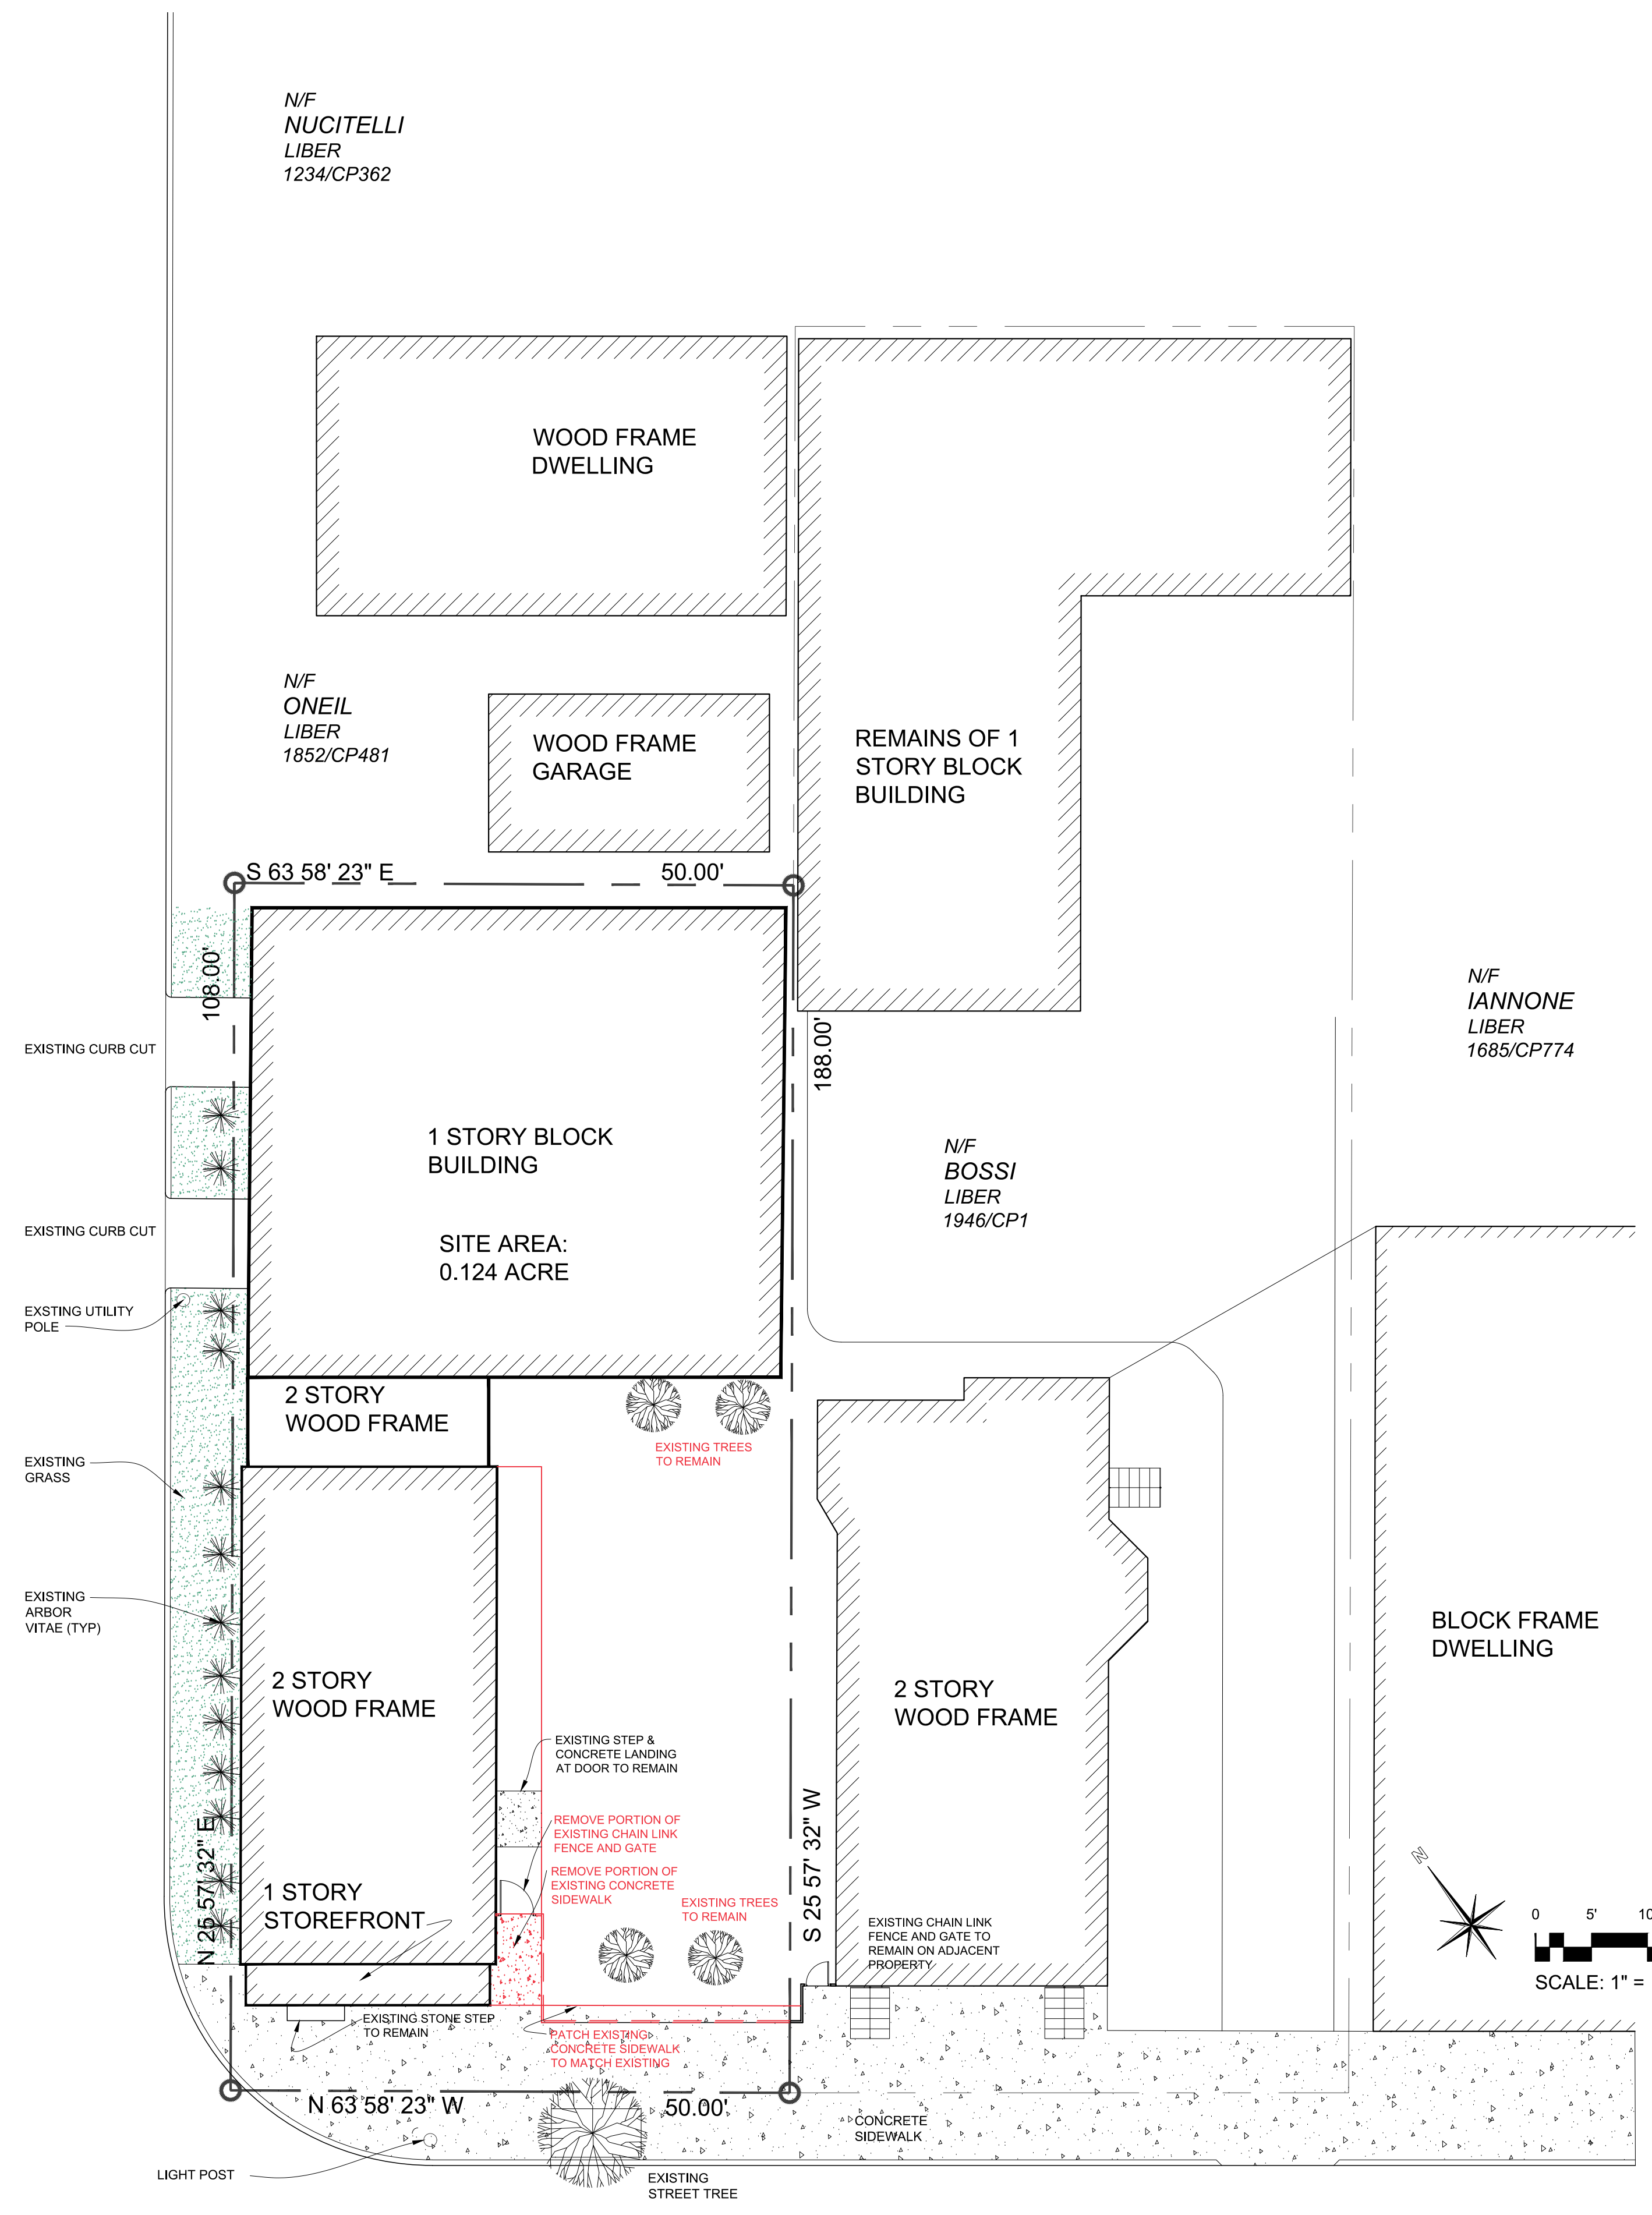 N/F
NUCITELLI
LIBER
1234/CP362
WOOD FRAME
DWELLING
N/F
ONEIL
LIBER
1852/CP481
WOOD FRAME
GARAGE
REMAINS OF 1
STORY BLOCK
BUILDING
S 63 58' 23" E
50.00'
108.00'
188.00'
N/F
IANNONE
LIBER
1685/CP774
EXISTING CURB CUT
1 STORY BLOCK
BUILDING
N/F
BOSSI
LIBER
1946/CP1
EXISTING CURB CUT
SITE AREA:
0.124 ACRE
EXSTING UTILITY
POLE
2 STORY
WOOD FRAME
EXISTING TREES
TO REMAIN
EXISTING
GRASS
EXISTING
ARBOR
VITAE (TYP)
2 STORY
WOOD FRAME
2 STORY
WOOD FRAME
BLOCK FRAME
DWELLING
EXISTING STEP &
CONCRETE LANDING
AT DOOR TO REMAIN
REMOVE PORTION OF
EXISTING CHAIN LINK
FENCE AND GATE
REMOVE PORTION OF
EXISTING CONCRETE
SIDEWALK
EXISTING TREES
TO REMAIN
N 25 57' 32" E
S 25 57' 32" W
1 STORY
STOREFRONT
EXISTING CHAIN LINK
FENCE AND GATE TO
REMAIN ON ADJACENT
PROPERTY
N
0 5' 10
SCALE: 1" =
EXISTING STONE STEP
TO REMAIN
PATCH EXISTING
CONCRETE SIDEWALK
TO MATCH EXISTING
N 63 58' 23" W
50.00'
CONCRETE
SIDEWALK
LIGHT POST
EXISTING
STREET TREE